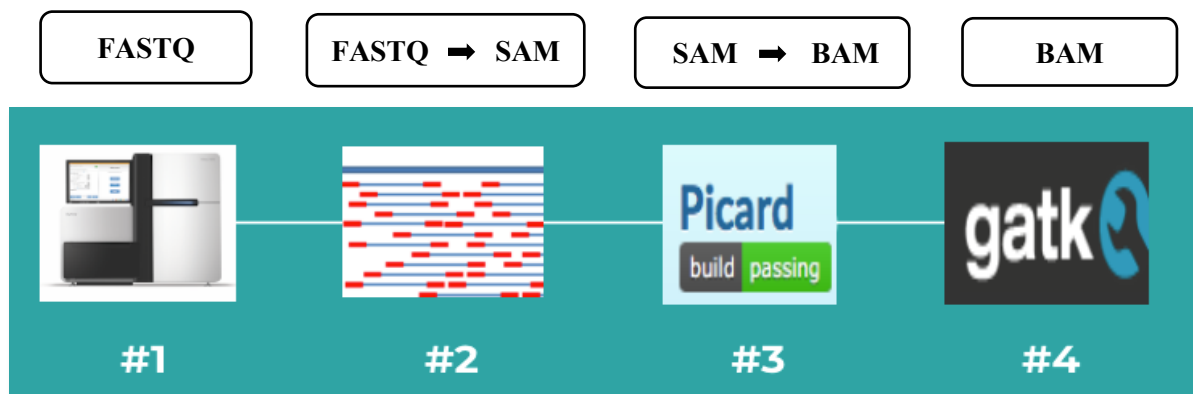 FASTQ
FASTQ ➡ SAM
SAM ➡ BAM
BAM
Picard
build passing
gatk
#1
#2
#3
#4